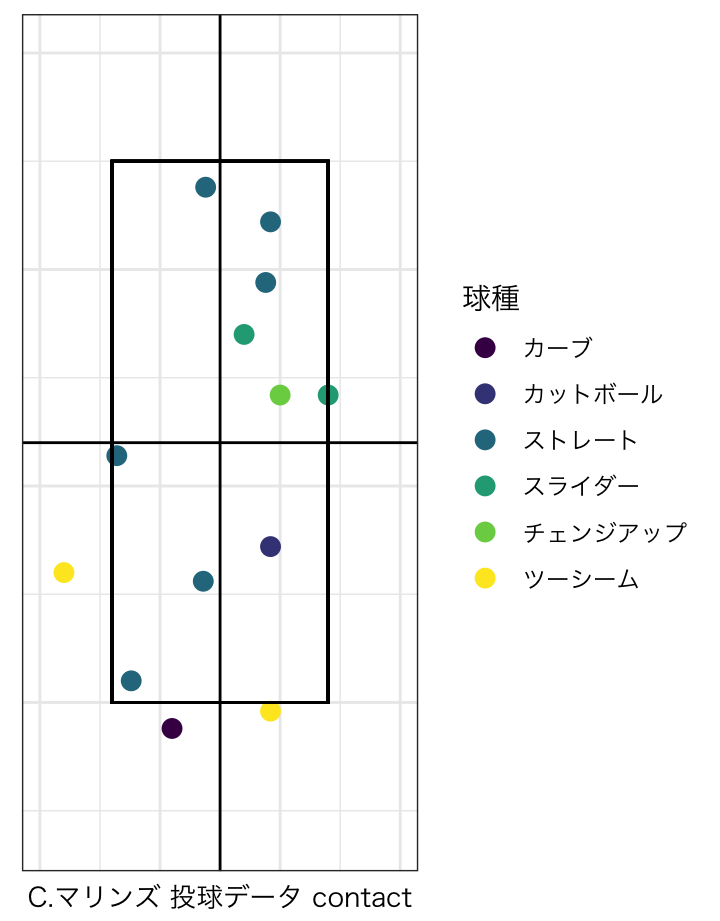 球種
カーブ
カットボール
ストレート
スライダー
チェンジアップ
ツーシーム
C.マリンズ 投球データ contact